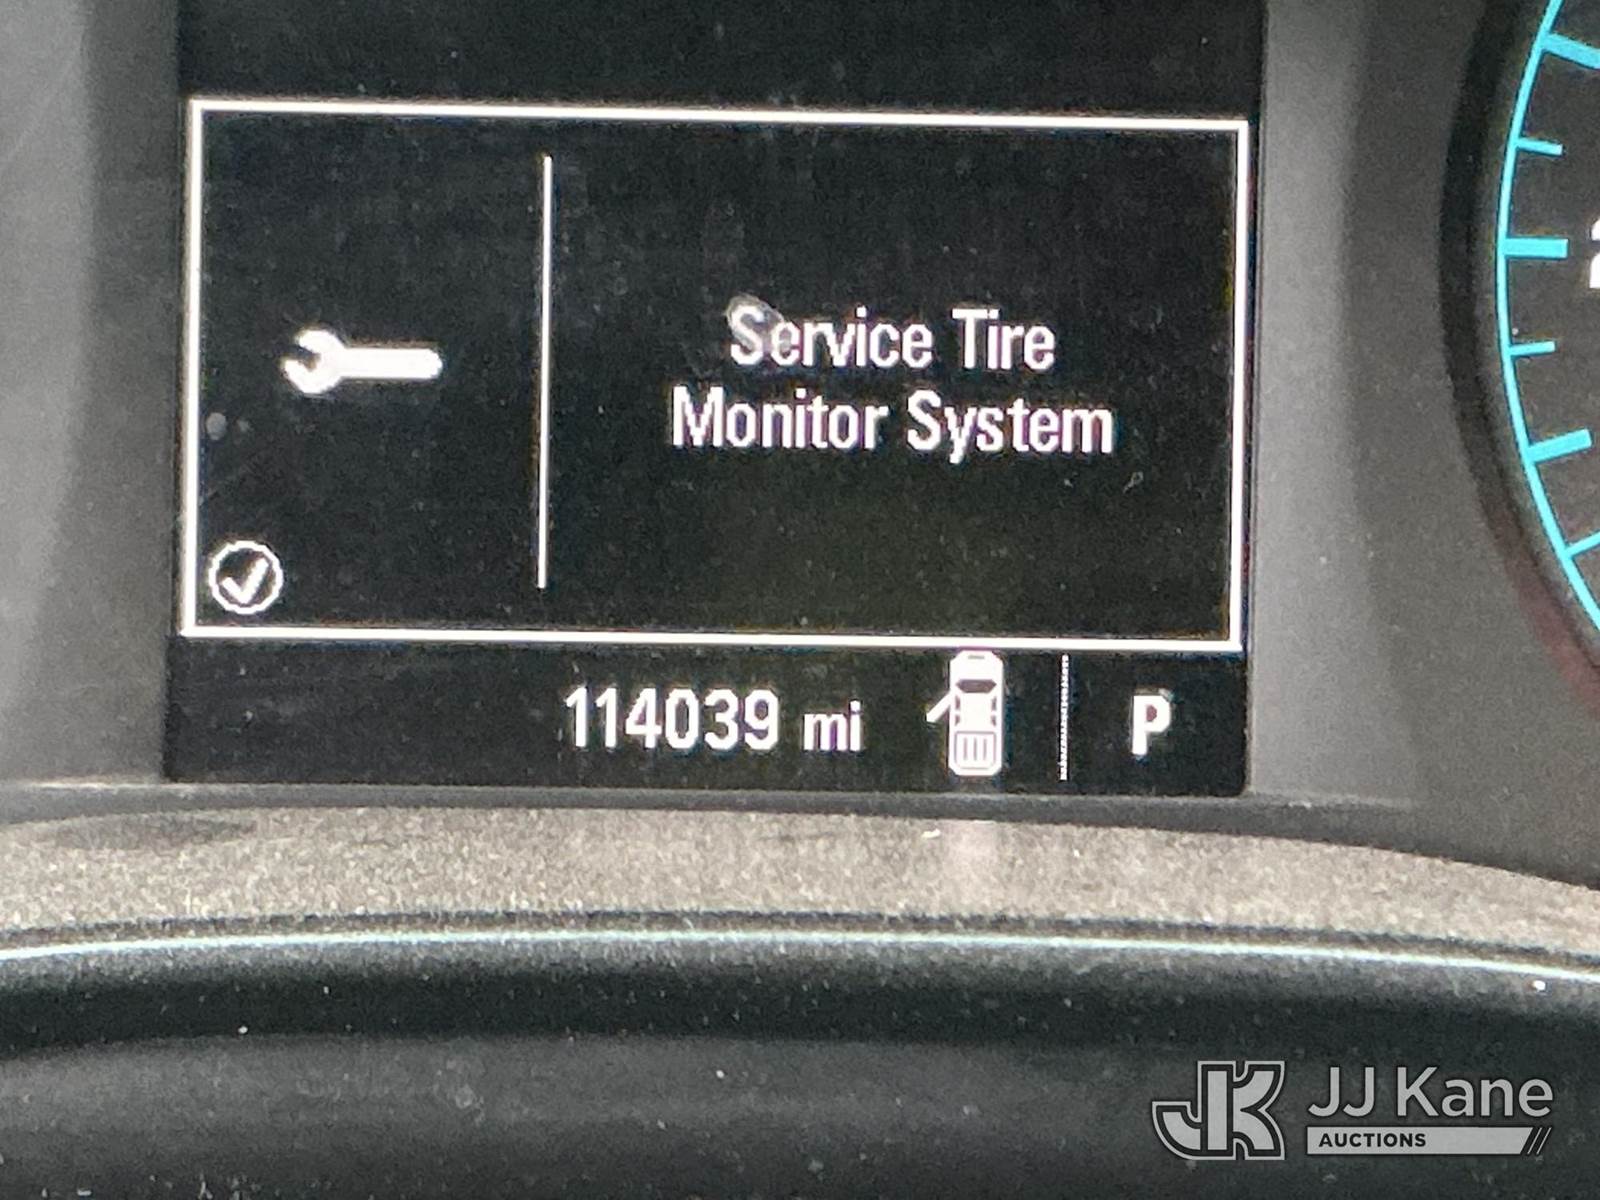 Service Tire
Monitor System
114039 mi
P
JJ Kane
AUCTIONS